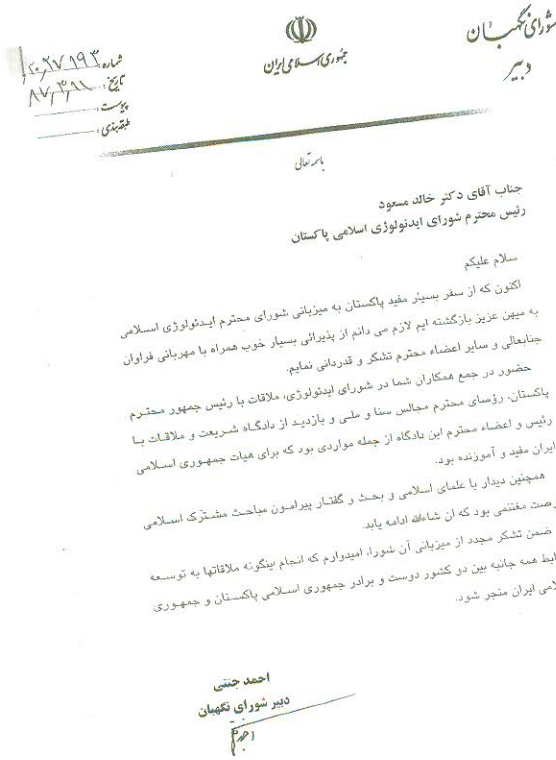 شورای نگهبان
دبیر
جمهوری اسلامی ایران
شماره:
تاریخ: ۸۷,۳,۱۱
پیوست:
طبقه‌بندی:
باسمه تعالی
جناب آقای دکتر خالد مسعود
رئیس محترم شورای ایدئولوژی اسلامی پاکستان
سلام علیکم
اکنون که از سفر بسیار مفید پاکستان به میزبانی شورای محترم ایدئولوژی اسلامی
به میهن عزیز بازگشته ایم لازم می دانم از پذیرائی بسیار خوب همراه با مهربانی فراوان
جنابعالی و سایر اعضاء محترم تشکر و قدردانی نمایم.
حضور در جمع همکاران شما در شورای ایدئولوژی، ملاقات با رئیس جمهور محترم
پاکستان، رؤسای محترم مجالس سنا و ملی و بازدید از دادگاه شریعت و ملاقات با
رئیس و اعضاء محترم این دادگاه از جمله مواردی بود که برای هیات جمهوری اسلامی
ایران مفید و آموزنده بود.
همچنین دیدار با علمای اسلامی و بحث و گفتار پیرامون مباحث مشترک اسلامی
رصت مغتنمی بود که ان شاءالله ادامه یابد.
ضمن تشکر مجدد از میزبانی آن شورا، امیدوارم که انجام اینگونه ملاقاتها به توسعه
ابط همه جانبه بین دو کشور دوست و برادر جمهوری اسلامی پاکستان و جمهوری
لامی ایران منجر شود.
احمد جنتی
دبیر شورای نگهبان